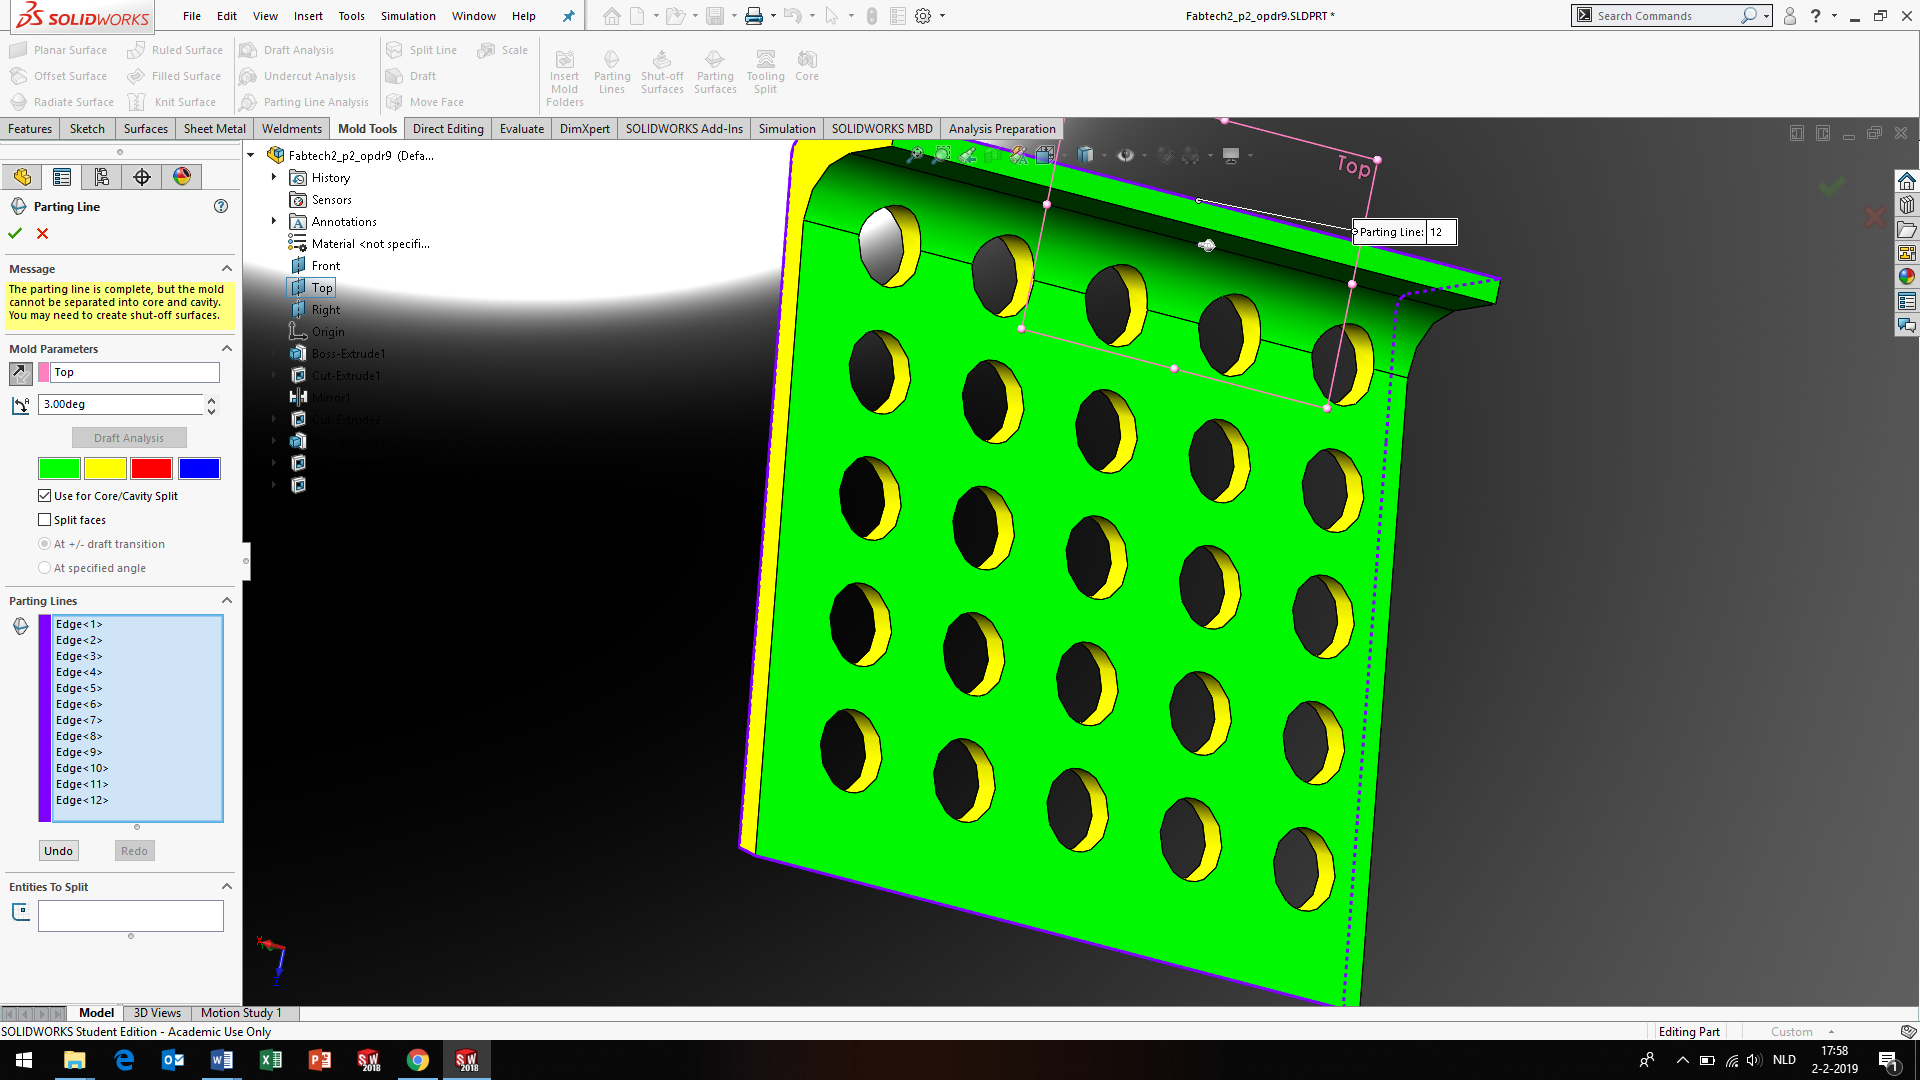 SOLIDWORKS
File Edit View Insert Tools Simulation Window Help
Fabtech2_p2_opdr9.SLDPRT *
Search Commands
Planar Surface Ruled Surface Draft Analysis Split Line Scale
Offset Surface Filled Surface Undercut Analysis Draft
Radiate Surface Knit Surface Parting Line Analysis Move Face
Insert Mold Folders
Parting Lines
Shut-off Surfaces
Parting Surfaces
Tooling Split
Core
Features Sketch Surfaces Sheet Metal Weldments Mold Tools Direct Editing Evaluate DimXpert SOLIDWORKS Add-Ins Simulation SOLIDWORKS MBD Analysis Preparation
Parting Line
Message
The parting line is complete, but the mold
cannot be separated into core and cavity.
You may need to create shut-off surfaces.
Mold Parameters
Top
3.00deg
Draft Analysis
Use for Core/Cavity Split
Split faces
At +/- draft transition
At specified angle
Parting Lines
Edge<1>
Edge<2>
Edge<3>
Edge<4>
Edge<5>
Edge<6>
Edge<7>
Edge<8>
Edge<9>
Edge<10>
Edge<11>
Edge<12>
Undo Redo
Entities To Split
Fabtech2_p2_opdr9 (Defa...
History
Sensors
Annotations
Material <not specifi...
Front
Top
Right
Origin
Boss-Extrude1
Cut-Extrude1
Mirror1
Cut-Extrude2
Top
Parting Line: 12
Model 3D Views Motion Study 1
SOLIDWORKS Student Edition - Academic Use Only
Editing Part Custom
NLD
17:58
2-2-2019